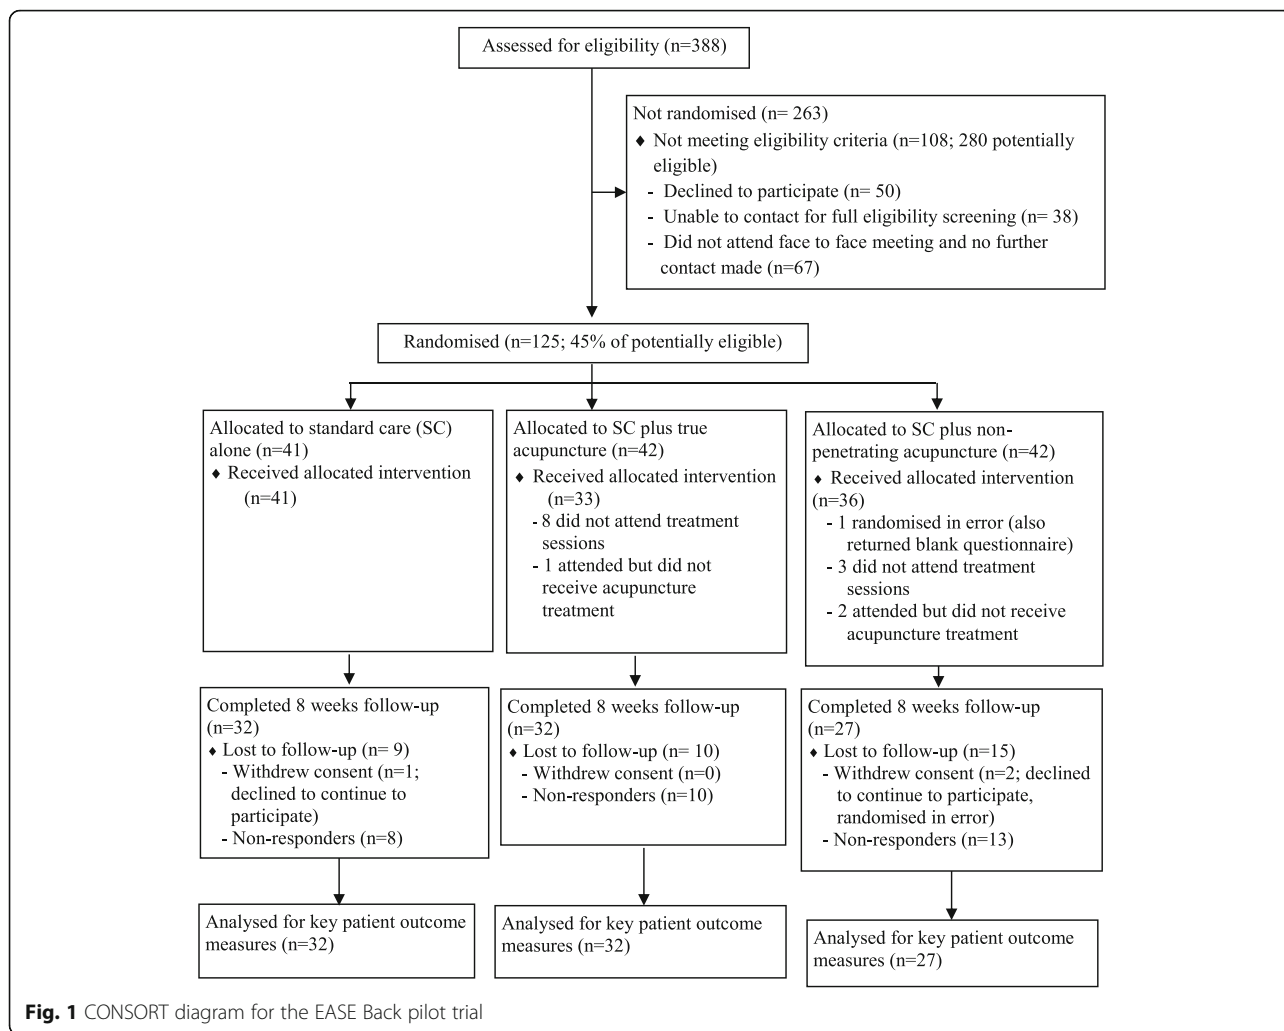 Assessed for eligibility (n=388)
Not randomised (n= 263)
♦ Not meeting eligibility criteria (n=108; 280 potentially
eligible)
- Declined to participate (n= 50)
- Unable to contact for full eligibility screening (n= 38)
- Did not attend face to face meeting and no further
contact made (n=67)
Randomised (n=125; 45% of potentially eligible)
Allocated to standard care (SC)
alone (n=41)
♦ Received allocated intervention
(n=41)
Allocated to SC plus true
acupuncture (n=42)
♦ Received allocated intervention
(n=33)
- 8 did not attend treatment
sessions
- 1 attended but did not
receive acupuncture
treatment
Allocated to SC plus non-
penetrating acupuncture (n=42)
♦ Received allocated intervention
(n=36)
- 1 randomised in error (also
returned blank questionnaire)
- 3 did not attend treatment
sessions
- 2 attended but did not receive
acupuncture treatment
Completed 8 weeks follow-up
(n=32)
♦ Lost to follow-up (n= 9)
- Withdrew consent (n=1;
declined to continue to
participate)
- Non-responders (n=8)
Completed 8 weeks follow-up
(n=32)
♦ Lost to follow-up (n= 10)
- Withdrew consent (n=0)
- Non-responders (n=10)
Completed 8 weeks follow-up
(n=27)
♦ Lost to follow-up (n=15)
- Withdrew consent (n=2; declined
to continue to participate,
randomised in error)
- Non-responders (n=13)
Analysed for key patient outcome
measures (n=32)
Analysed for key patient outcome
measures (n=32)
Analysed for key patient outcome
measures (n=27)
Fig. 1 CONSORT diagram for the EASE Back pilot trial